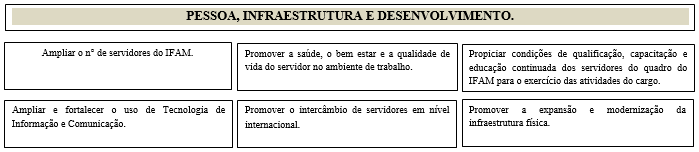 PESSOA, INFRAESTRUTURA E DESENVOLVIMENTO.
Ampliar o n° de servidores do IFAM.
Promover a saúde, o bem estar e a qualidade de
vida do servidor no ambiente de trabalho.
Propiciar condições de qualificação, capacitação e
educação continuada dos servidores do quadro do
IFAM para o exercício das atividades do cargo.
Ampliar e fortalecer o uso de Tecnologia de
Informação e Comunicação.
Promover o intercâmbio de servidores em nível
internacional.
Promover a expansão e modernização da
infraestrutura física.